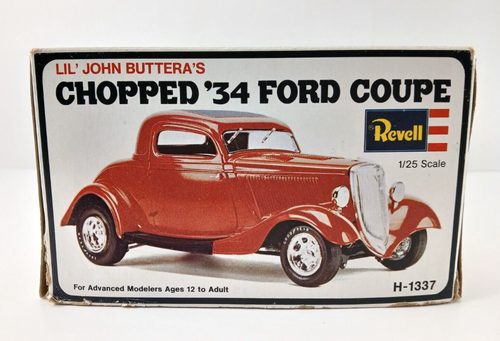 LIL' JOHN BUTTERA'S
CHOPPED '34 FORD COUPE
Revell
1/25 Scale
For Advanced Modelers Ages 12 to Adult
H-1337